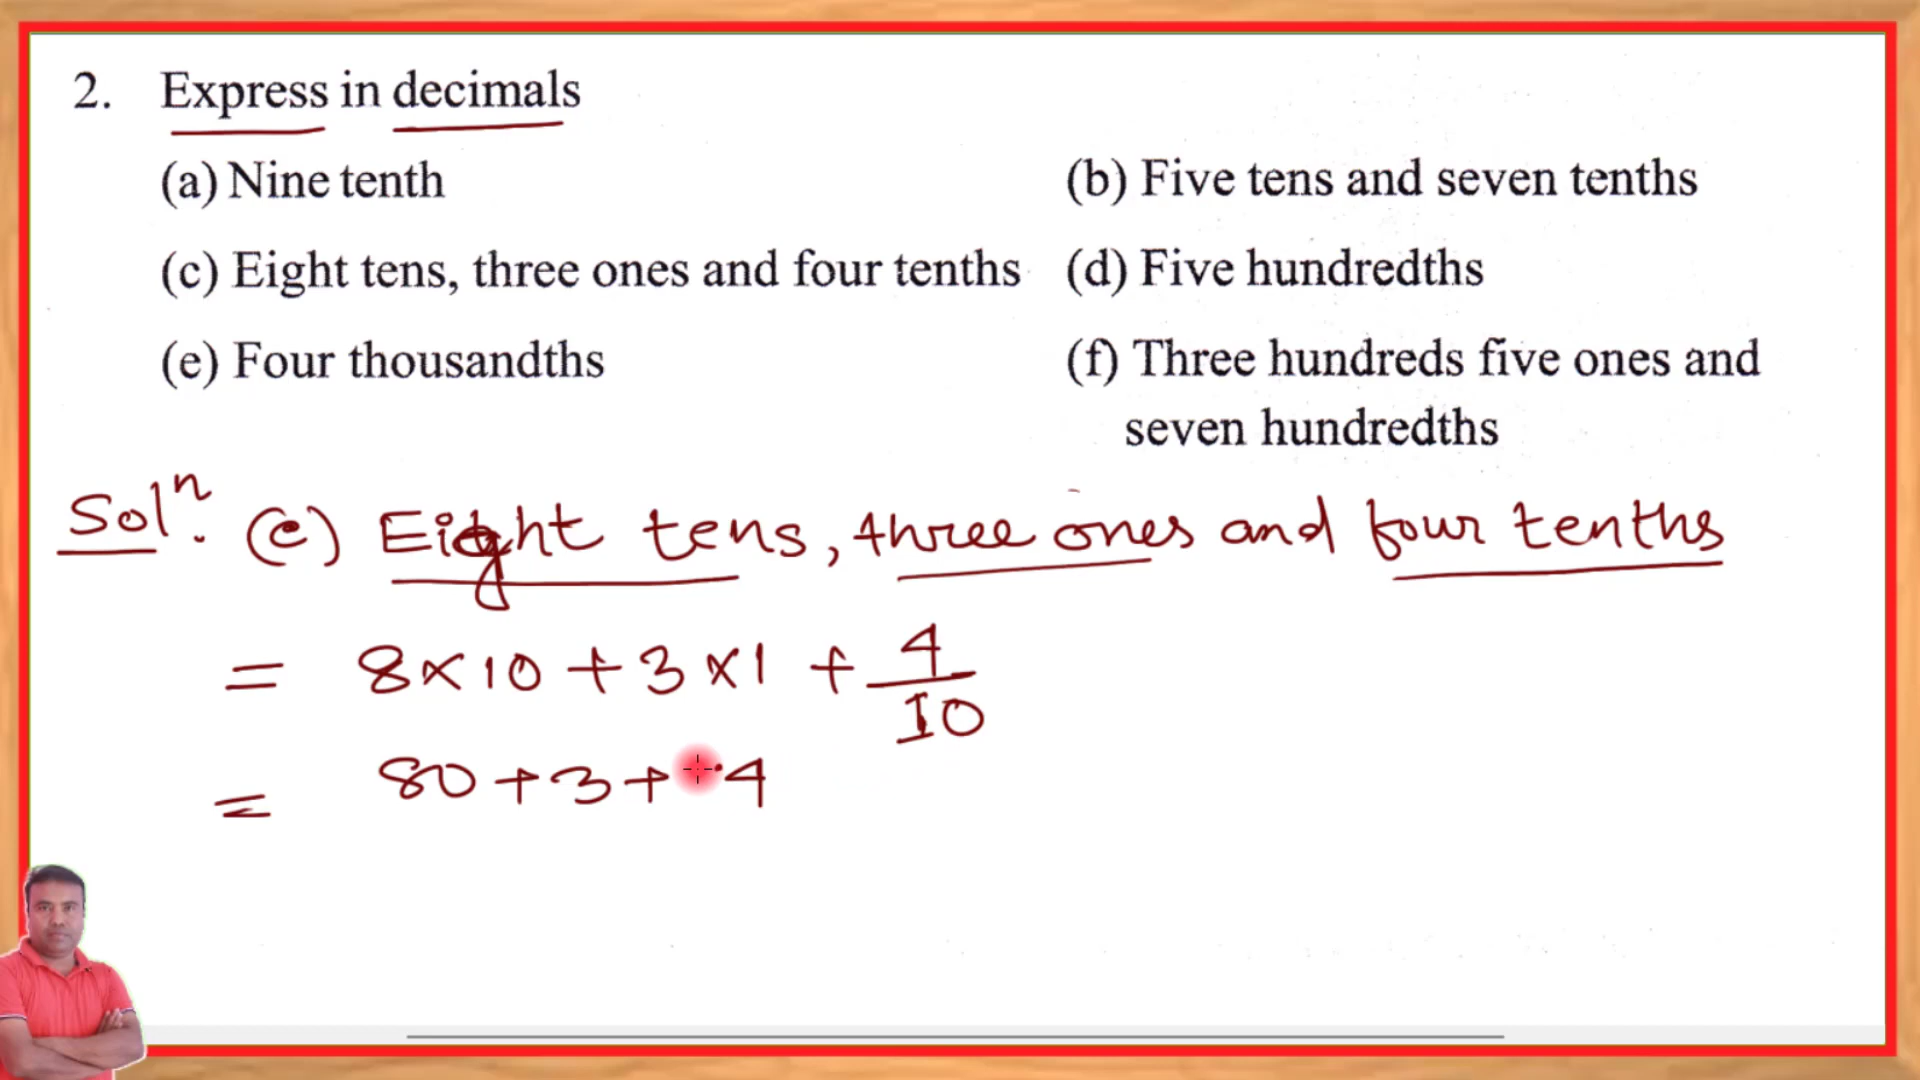 2. Express in decimals
(a) Nine tenth (b) Five tens and seven tenths
(c) Eight tens, three ones and four tenths (d) Five hundredths
(e) Four thousandths (f) Three hundreds five ones and
seven hundredths
Solⁿ. (c) Eight tens, three ones and four tenths
= 8×10 + 3×1 + 4/10
= 80+3+.4